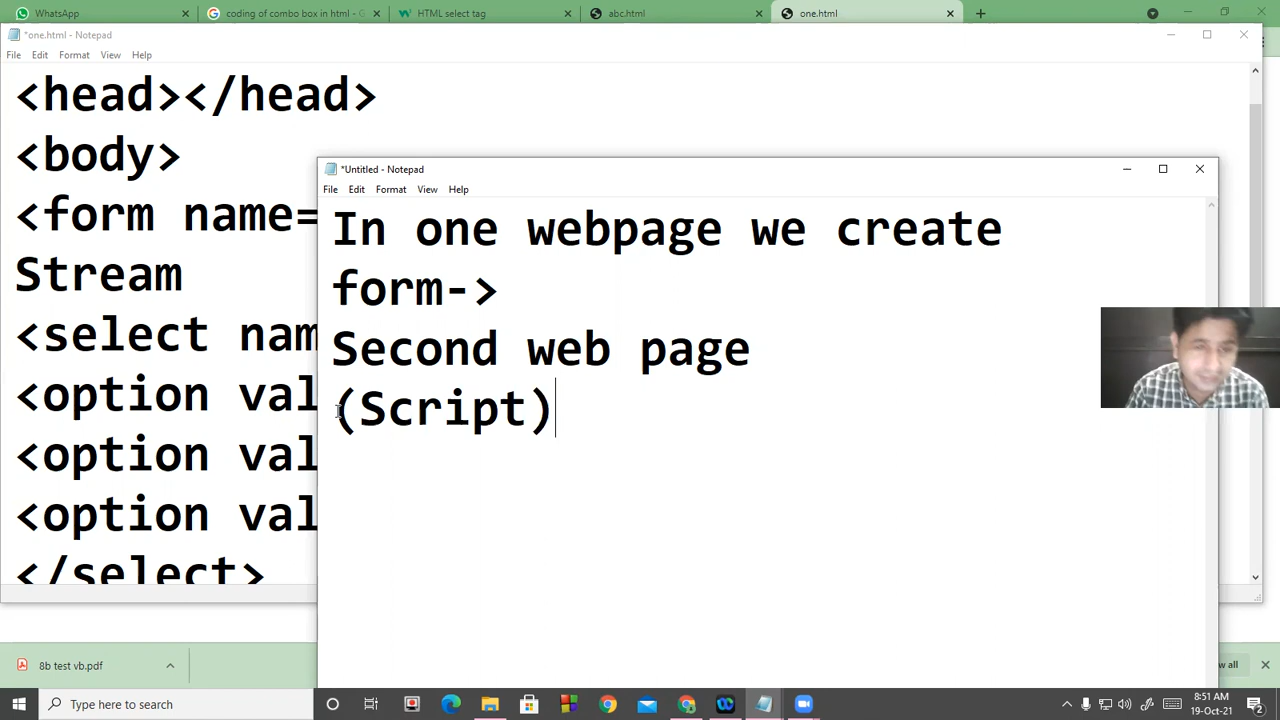 WhatsApp
coding of combo box in html - G
HTML select tag
abc.html
one.html
*one.html - Notepad
File Edit Format View Help
<head></head>
<body>
<form name=
Stream
<select nam
<option val
<option val
<option val
</select>
*Untitled - Notepad
File Edit Format View Help
In one webpage we create
form->
Second web page
(Script)
8b test vb.pdf
w all
Type here to search
8:51 AM
19-Oct-21
2